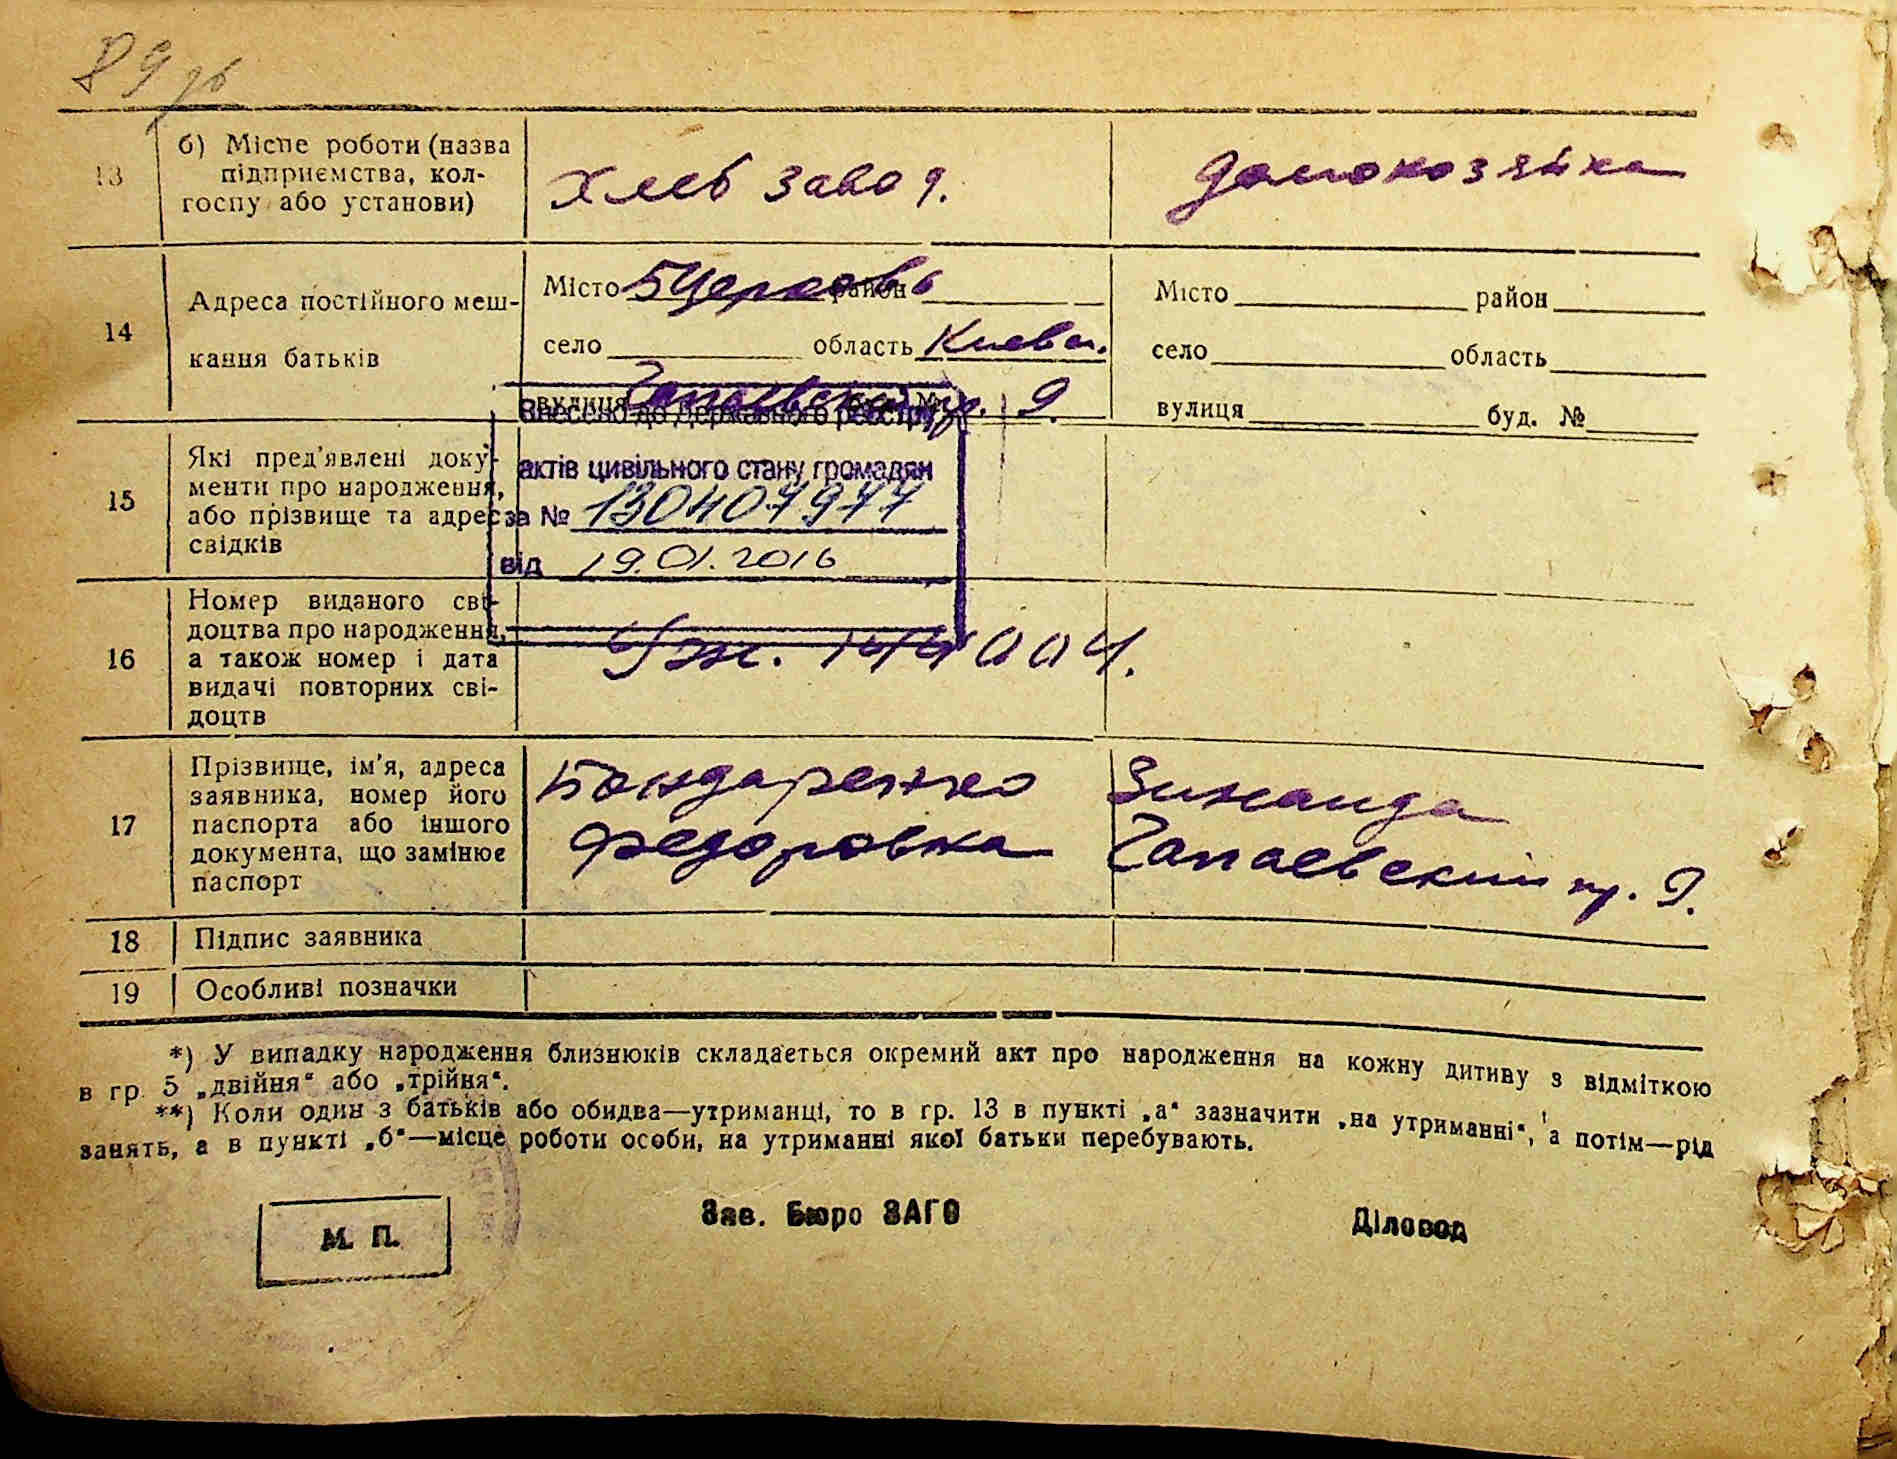 89 зв
13
б) Місце роботи (назва
підприємства, кол-
госпу або установи)
Хлеб завод.
домохозяйка
14
Адреса постійного меш-
кання батьків
Місто БЦерковь район
село область Киевск.
вулиця Чапаевский пр. 9.
Місто район
село область
вулиця буд. №
Внесено до Державного реєстру
актів цивільного стану громадян
за № 130407977
від 19.01.2016
15
Які пред'явлені доку-
менти про народження,
або прізвище та адрес
свідків
16
Номер виданого сві-
доцтва про народження,
а також номер і дата
видачі повторних сві-
доцтв
17
Прізвище, ім'я, адреса
заявника, номер його
паспорта або іншого
документа, що замінює
паспорт
Бондаренко Зинаида
Федоровна Чапаевский пр. 9.
18 Підпис заявника
19 Особливі позначки
*) У випадку народження близнюків складається окремий акт про народження на кожну дитиву з відміткою
в гр. 5 „двійня“ або „трійня“.
**) Коли один з батьків або обидва—утриманці, то в гр. 13 в пункті „а“ зазначити „на утриманні“, а потім—рід
занять, а в пункті „б“—місце роботи особи, на утриманні якої батьки перебувають.
М. П.
Зав. Бюро ЗАГС
Діловод